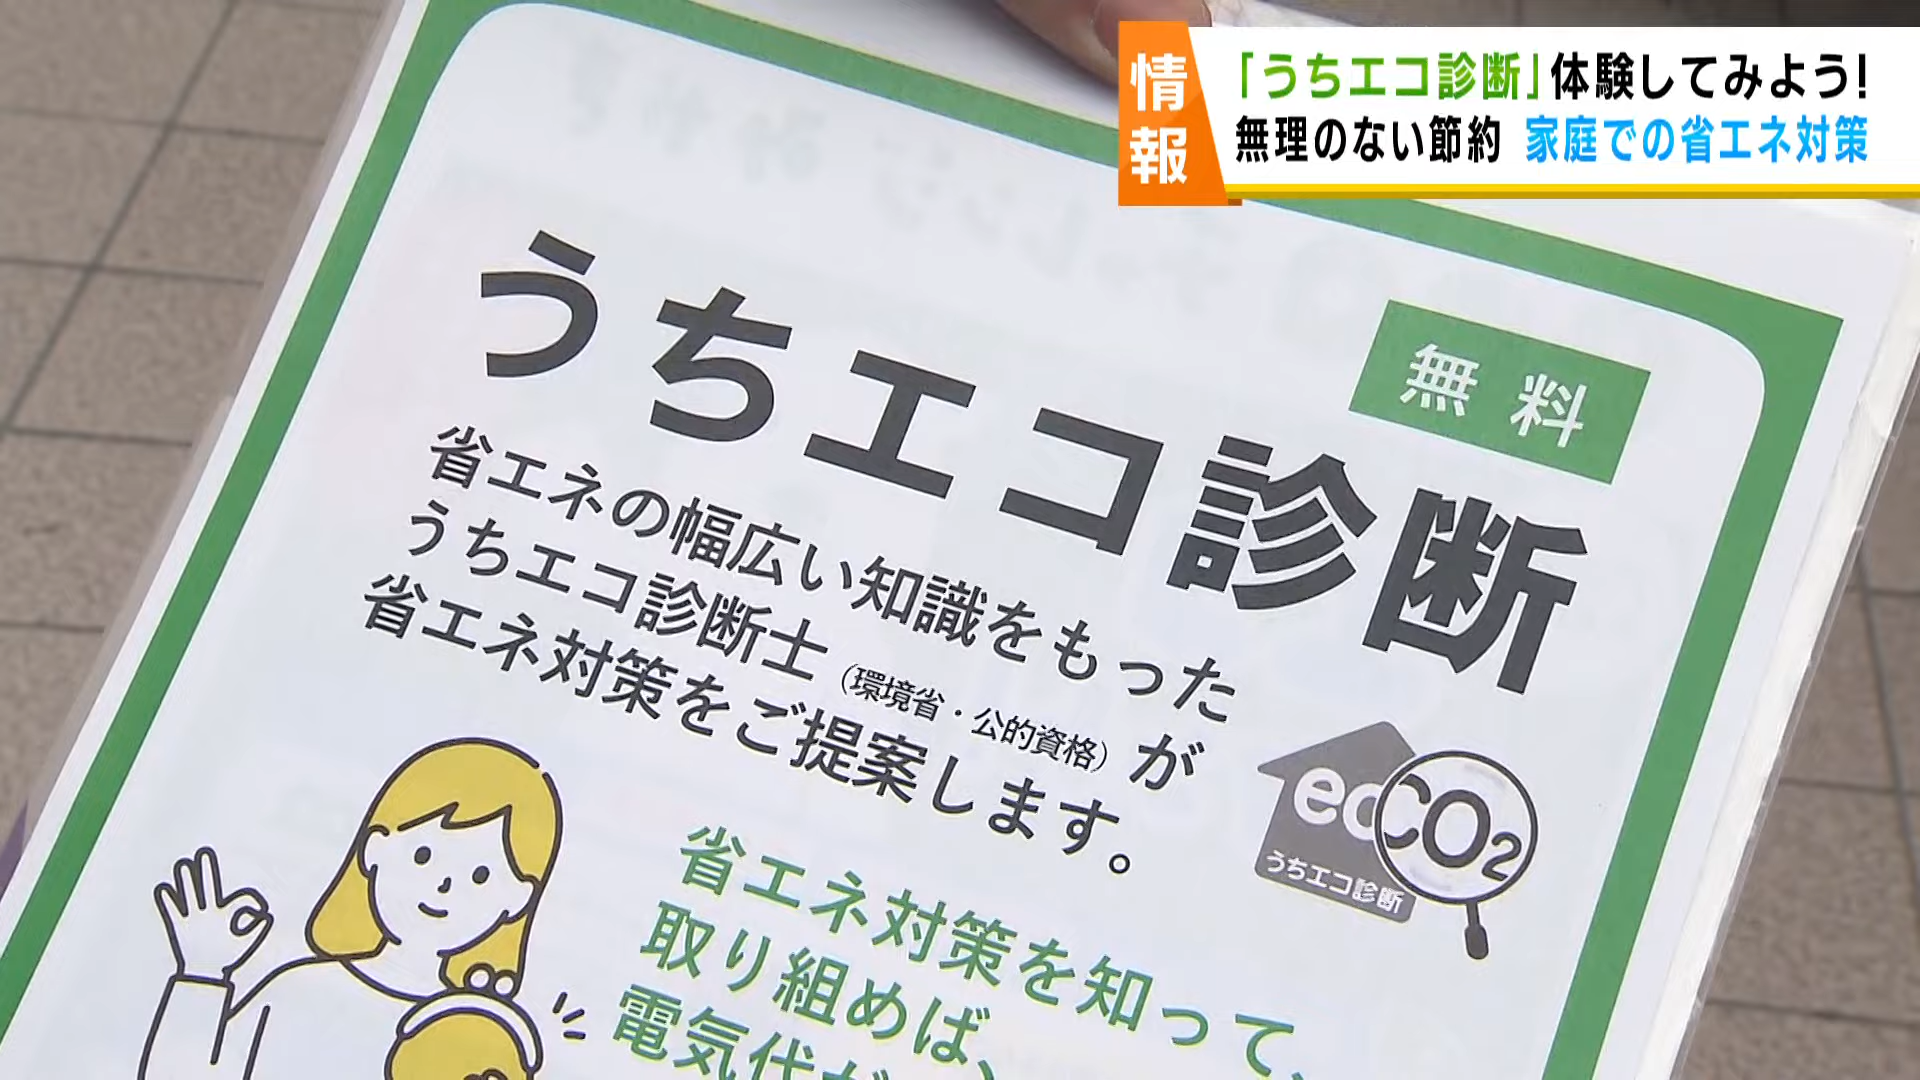 情報
「うちエコ診断」体験してみよう!
無理のない節約 家庭での省エネ対策
無料
うちエコ診断
省エネの幅広い知識をもった
うちエコ診断士(環境省・公的資格)が
省エネ対策をご提案します。
ecCO2
うちエコ診断
省エネ対策を知って、
取り組めば、
電気代が